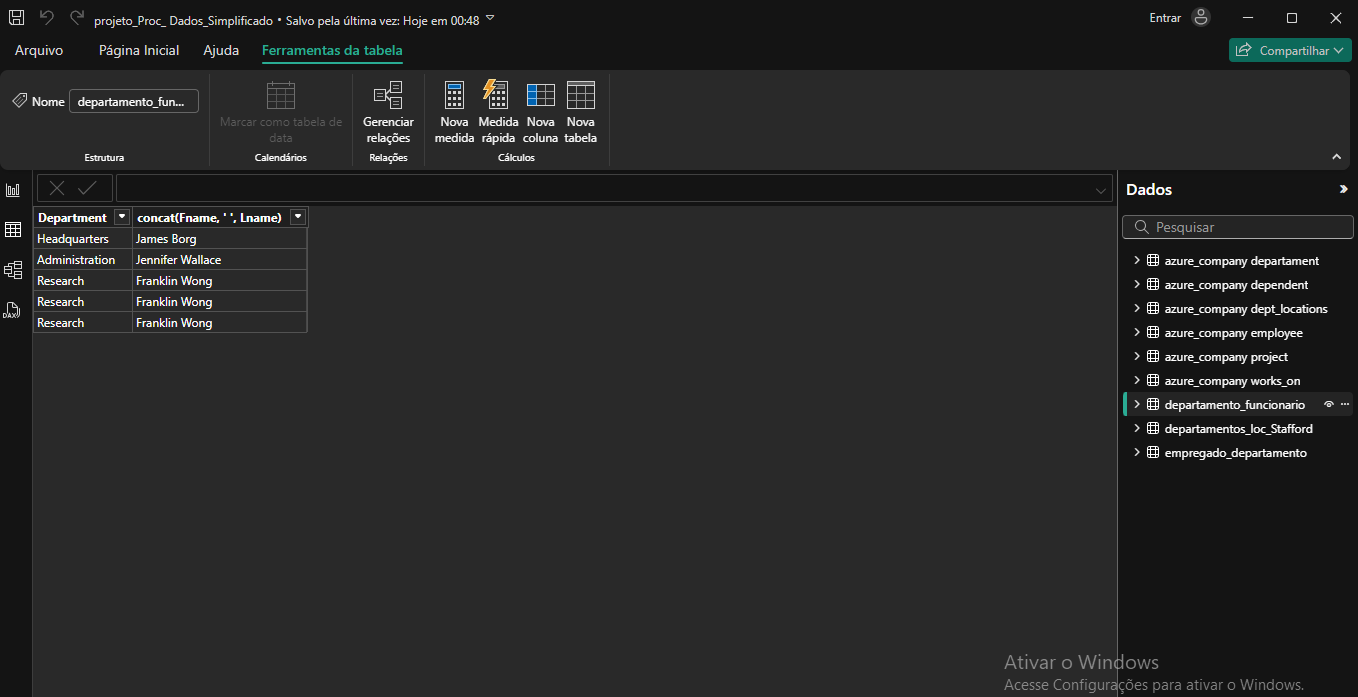 projeto_Proc_ Dados_Simplificado • Salvo pela última vez: Hoje em 00:48
Entrar
Arquivo
Página Inicial
Ajuda
Ferramentas da tabela
Compartilhar
Nome
departamento_fun...
Estrutura
Marcar como tabela de
data
Calendários
Gerenciar
relações
Relações
Nova
medida
Medida
rápida
Nova
coluna
Nova
tabela
Cálculos
DAX
Department
concat(Fname, ' ', Lname)
Headquarters
James Borg
Administration
Jennifer Wallace
Research
Franklin Wong
Research
Franklin Wong
Research
Franklin Wong
Dados
Pesquisar
azure_company departament
azure_company dependent
azure_company dept_locations
azure_company employee
azure_company project
azure_company works_on
departamento_funcionario
departamentos_loc_Stafford
empregado_departamento
Ativar o Windows
Acesse Configurações para ativar o Windows.